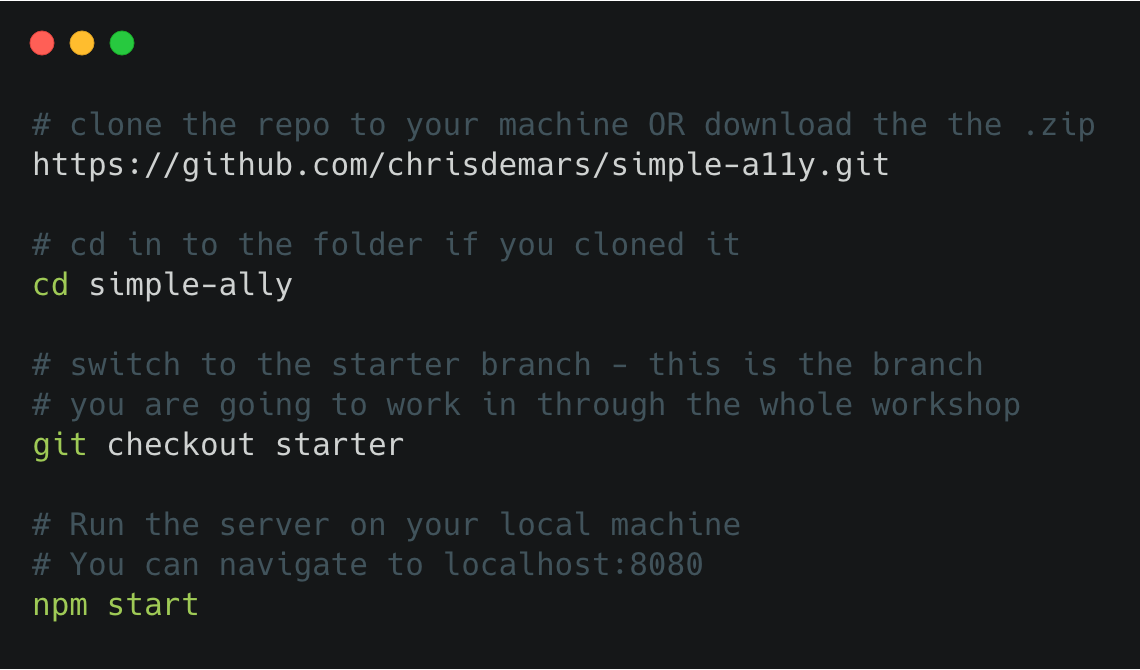 # clone the repo to your machine OR download the the .zip
https://github.com/chrisdemars/simple-a11y.git
# cd in to the folder if you cloned it
cd simple-ally
# switch to the starter branch - this is the branch
# you are going to work in through the whole workshop
git checkout starter
# Run the server on your local machine
# You can navigate to localhost:8080
npm start